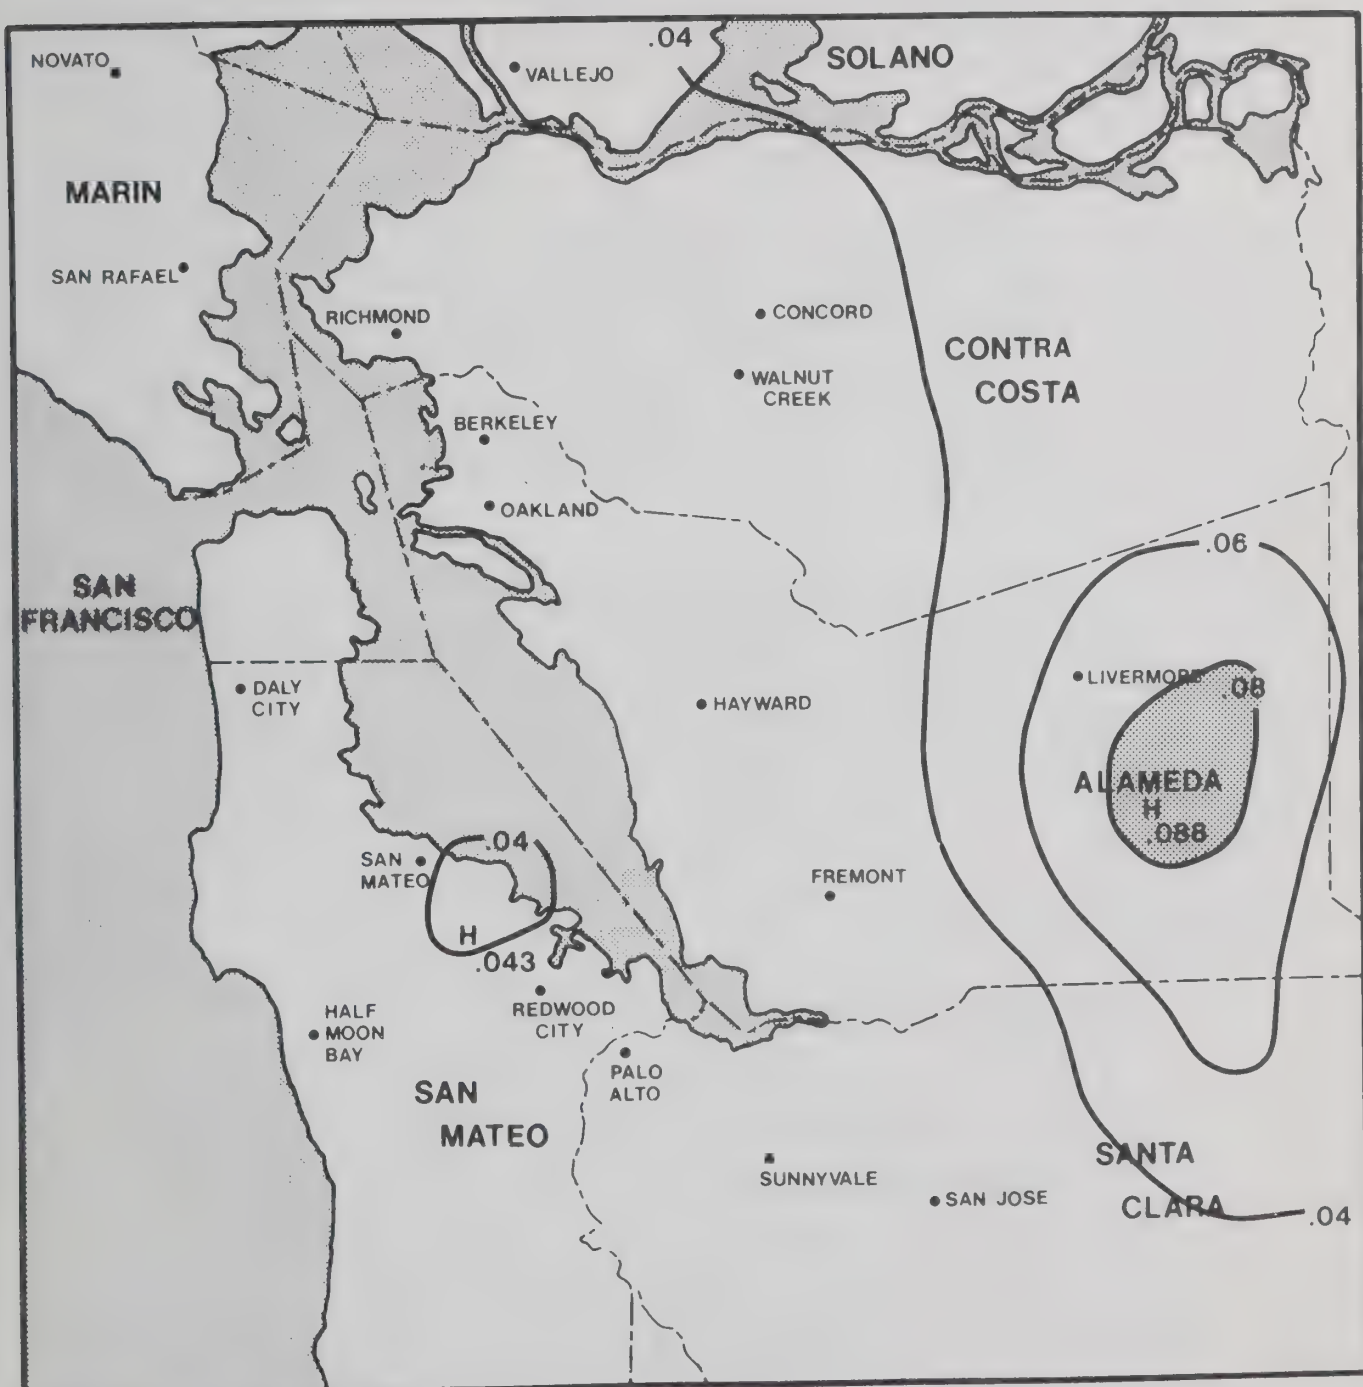 .04
SOLANO
NOVATO
VALLEJO
MARIN
SAN RAFAEL
RICHMOND
CONCORD
CONTRA
COSTA
WALNUT
CREEK
BERKELEY
OAKLAND
.06
SAN
FRANCISCO
LIVERMORE
.08
DALY
CITY
HAYWARD
ALAMEDA
H
.088
.04
SAN
MATEO
FREMONT
H
.043
REDWOOD
CITY
HALF
MOON
BAY
PALO
ALTO
SAN
MATEO
SANTA
CLARA
SUNNYVALE
SAN JOSE
.04